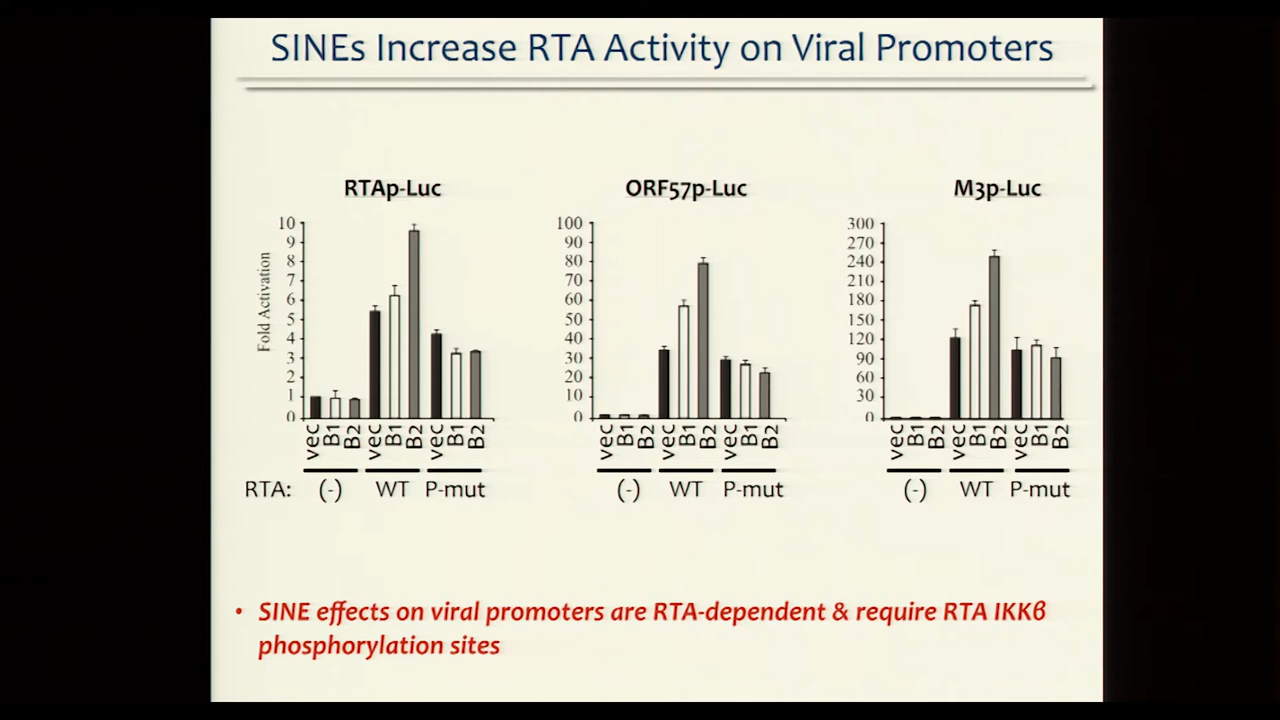 SINEs Increase RTA Activity on Viral Promoters
RTAp-Luc
ORF57p-Luc
M3p-Luc
Fold Activation
10
9
8
7
6
5
4
3
2
1
0
vec B1 B2 vec B1 B2 vec B1 B2
RTA: (-) WT P-mut
100
90
80
70
60
50
40
30
20
10
0
vec B1 B2 vec B1 B2 vec B1 B2
(-) WT P-mut
300
270
240
210
180
150
120
90
60
30
0
vec B1 B2 vec B1 B2 vec B1 B2
(-) WT P-mut
• SINE effects on viral promoters are RTA-dependent & require RTA IKKβ
phosphorylation sites